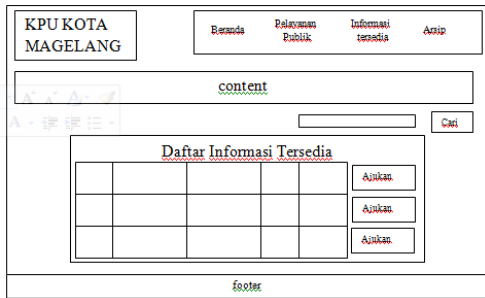 KPU KOTA
MAGELANG
Beranda
Pelayanan
Publik
Informasi
tersedia
Arsip
content
Cari
Daftar Informasi Tersedia
Ajukan
Ajukan
Ajukan
footer